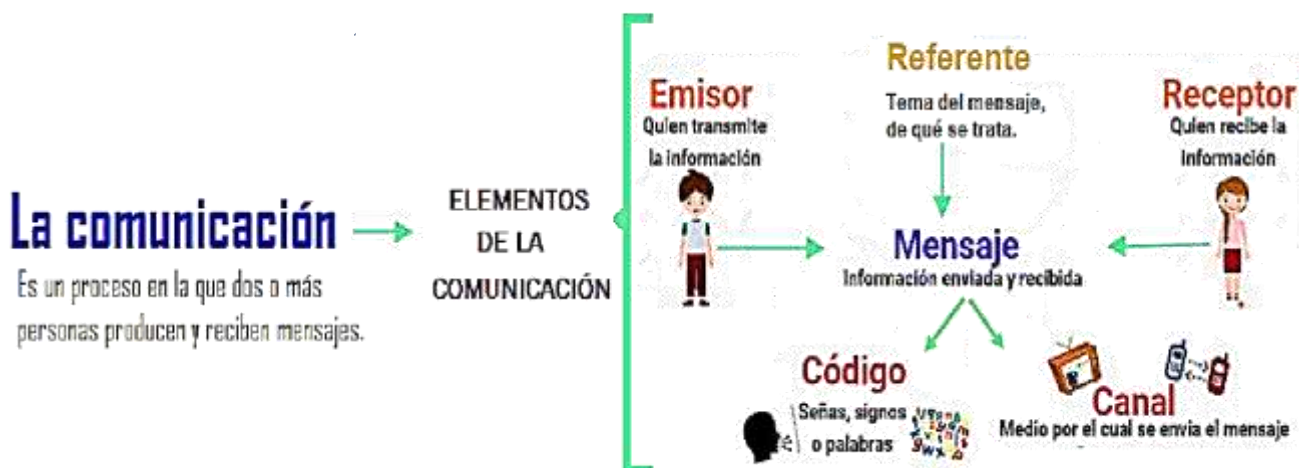 La comunicación
Es un proceso en la que dos o más
personas producen y reciben mensajes.
ELEMENTOS
DE LA
COMUNICACIÓN
Emisor
Quien transmite
la información
Referente
Tema del mensaje,
de qué se trata.
Receptor
Quien recibe la
Información
Mensaje
Información enviada y recibida
Código
Señas, signos
o palabras
Canal
Medio por el cual se envia el mensaje